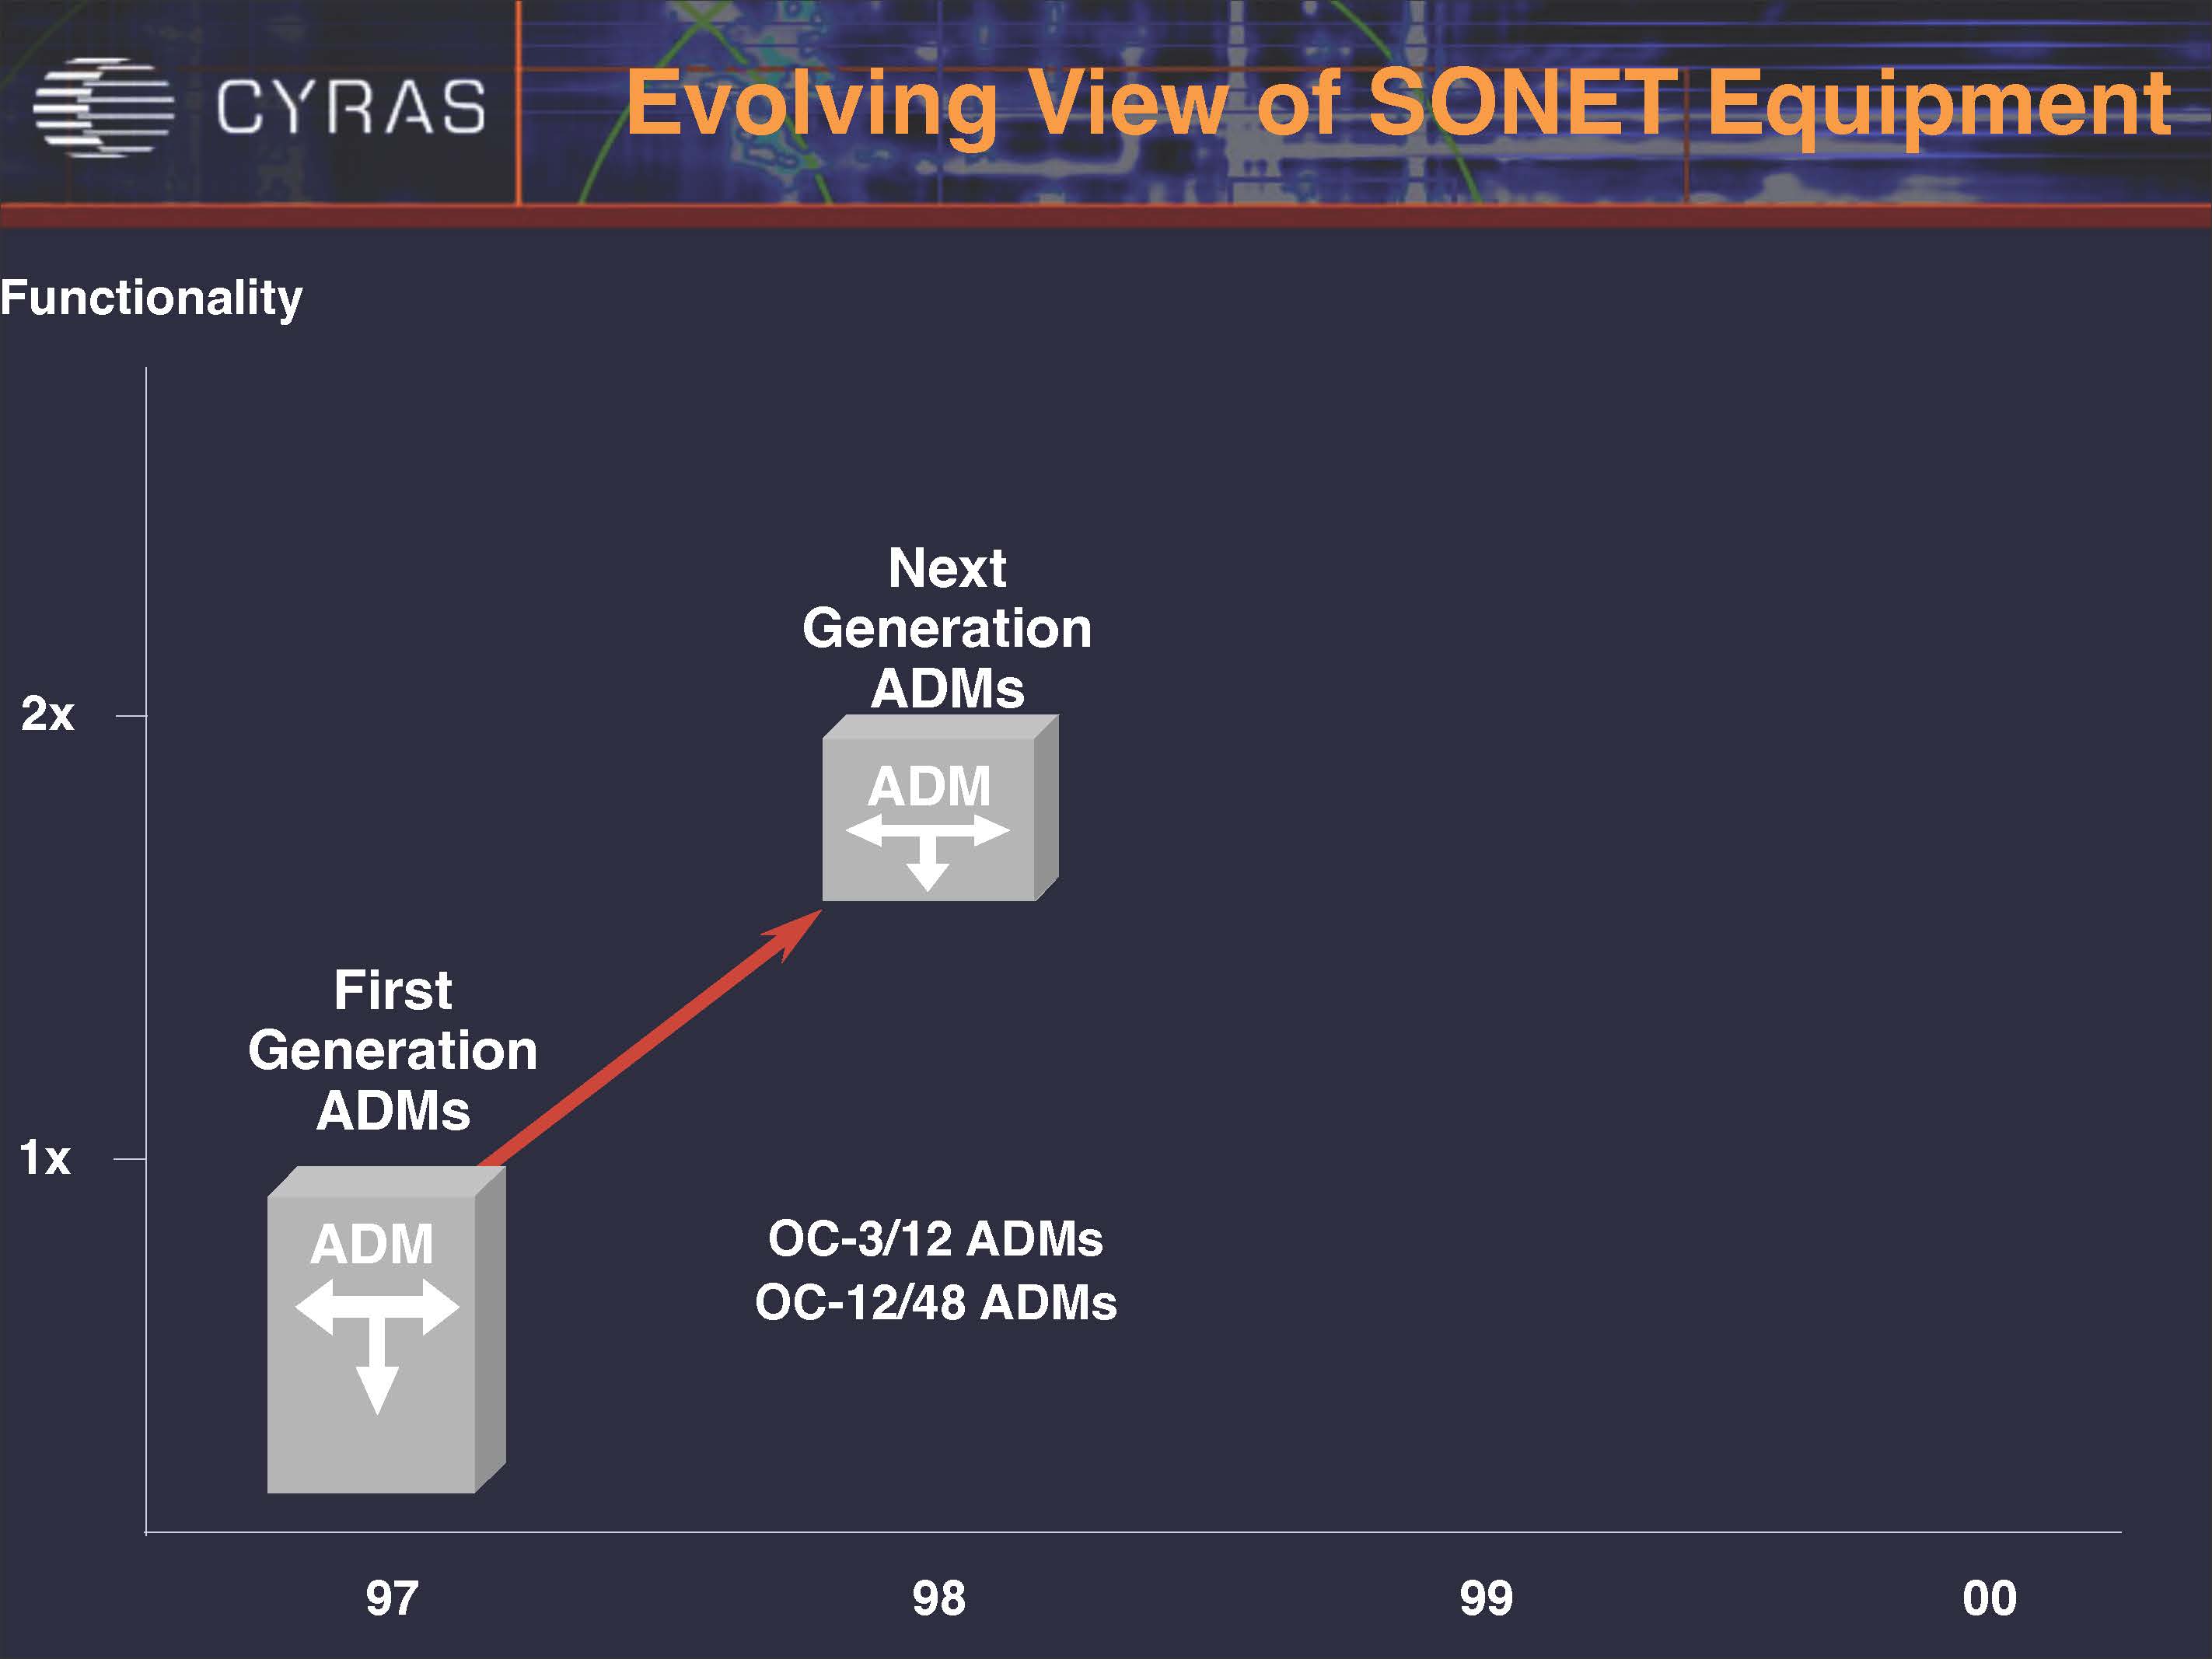 CYRAS
Evolving View of SONET Equipment
Functionality
Next
Generation
ADMs
2x
ADM
First
Generation
ADMs
1x
ADM
OC-3/12 ADMs
OC-12/48 ADMs
97
98
99
00